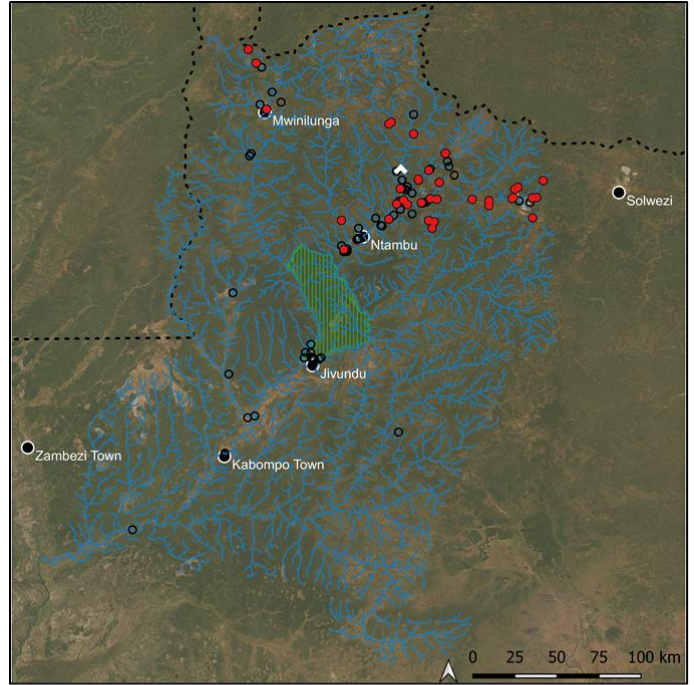 Mwinilunga
Solwezi
Ntambu
Jivundu
Zambezi Town
Kabompo Town
0 25 50 75 100 km